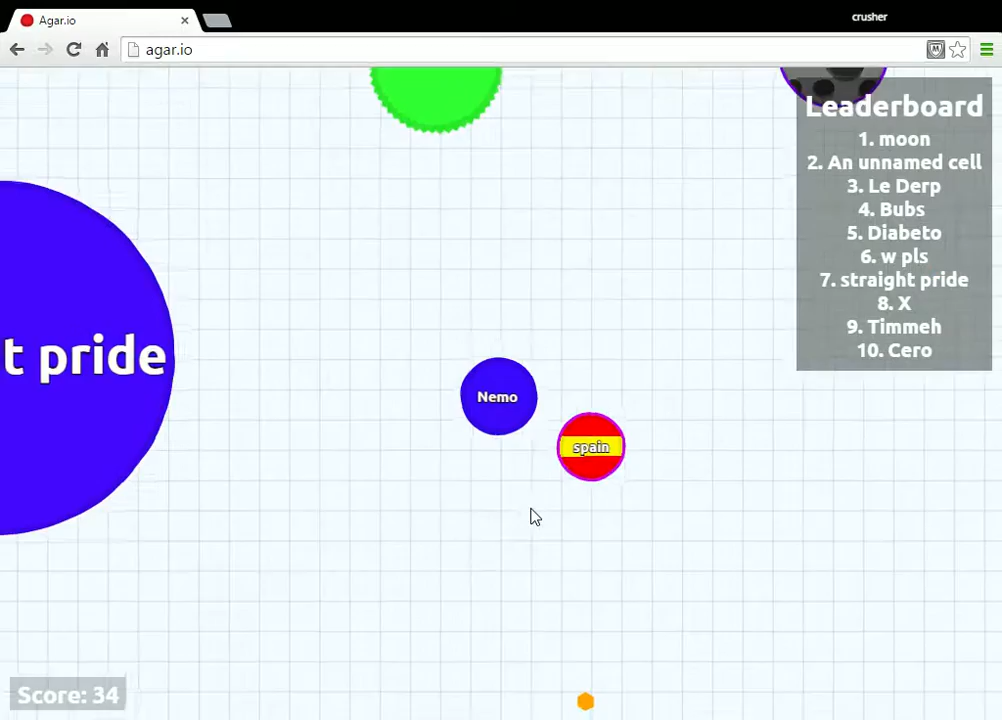 Agar.io
crusher
agar.io
Leaderboard
1. moon
2. An unnamed cell
3. Le Derp
4. Bubs
5. Diabeto
6. w pls
7. straight pride
8. X
9. Timmeh
10. Cero
t pride
Nemo
spain
Score: 34